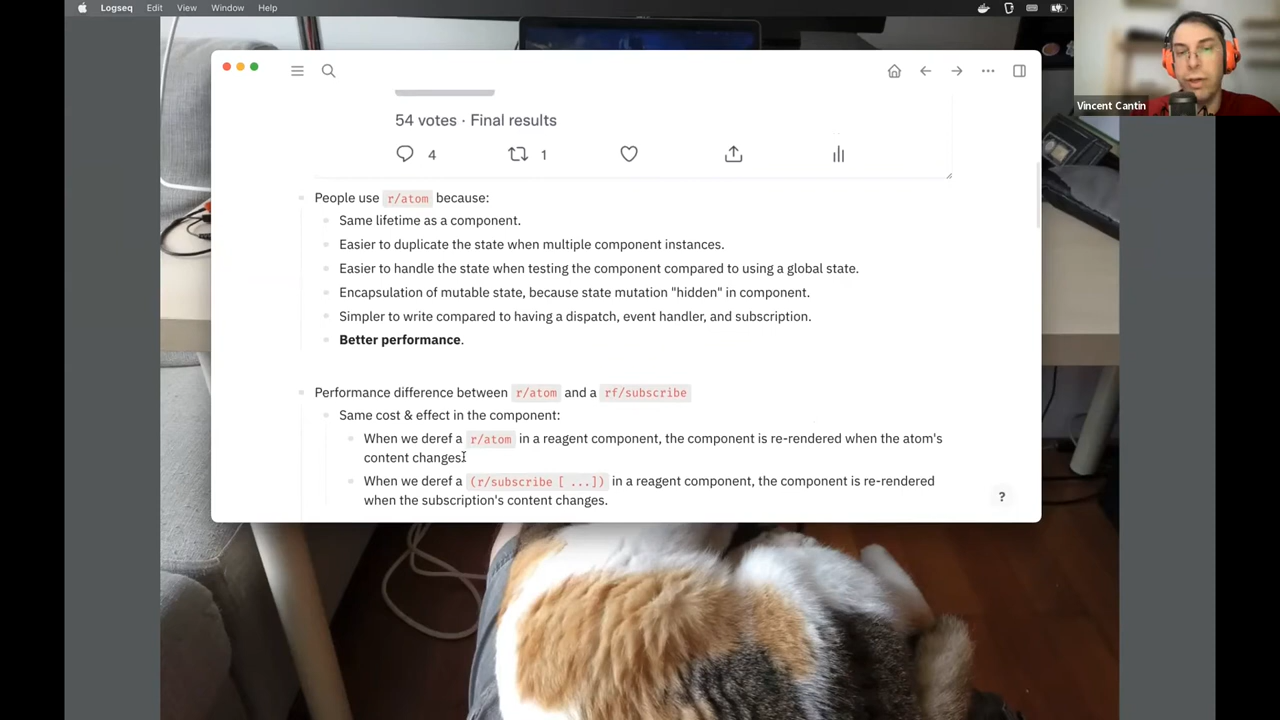 Logseq Edit View Window Help
Vincent Cantin
54 votes · Final results
4 1
People use r/atom because:
Same lifetime as a component.
Easier to duplicate the state when multiple component instances.
Easier to handle the state when testing the component compared to using a global state.
Encapsulation of mutable state, because state mutation "hidden" in component.
Simpler to write compared to having a dispatch, event handler, and subscription.
Better performance.
Performance difference between r/atom and a rf/subscribe
Same cost & effect in the component:
When we deref a r/atom in a reagent component, the component is re-rendered when the atom's
content changes.
When we deref a (r/subscribe [ ...]) in a reagent component, the component is re-rendered
when the subscription's content changes.
?